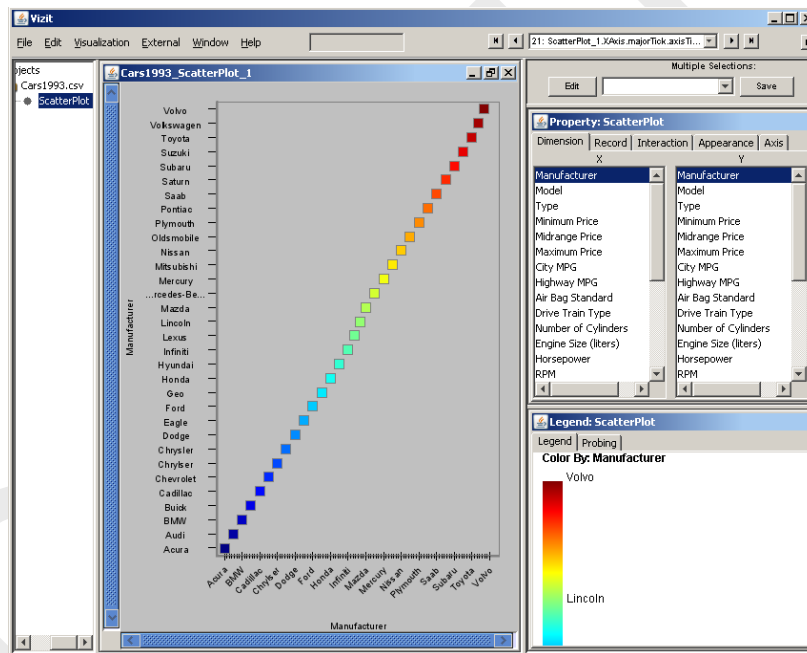 Vizit
File Edit Visualization External Window Help
21: ScatterPlot_1.XAxis.majorTick.axisTi...
ojects
Cars1993.csv
ScatterPlot
Cars1993_ScatterPlot_1
Volvo
Volkswagen
Toyota
Suzuki
Subaru
Saturn
Saab
Pontiac
Plymouth
Oldsmobile
Nissan
Mitsubishi
Mercury
...rcedes-Be...
Mazda
Lincoln
Lexus
Infiniti
Hyundai
Honda
Geo
Ford
Eagle
Dodge
Chrysler
Chrylser
Chevrolet
Cadillac
Buick
BMW
Audi
Acura
Manufacturer
Acura BMW Cadillac Chrylser Dodge Ford Honda Infiniti Mazda Mercury Nissan Plymouth Saab Subaru Toyota Volvo
Manufacturer
Multiple Selections:
Edit Save
Property: ScatterPlot
Dimension Record Interaction Appearance Axis
X Y
Manufacturer Manufacturer
Model Model
Type Type
Minimum Price Minimum Price
Midrange Price Midrange Price
Maximum Price Maximum Price
City MPG City MPG
Highway MPG Highway MPG
Air Bag Standard Air Bag Standard
Drive Train Type Drive Train Type
Number of Cylinders Number of Cylinders
Engine Size (liters) Engine Size (liters)
Horsepower Horsepower
RPM RPM
Legend: ScatterPlot
Legend Probing
Color By: Manufacturer
Volvo
Lincoln